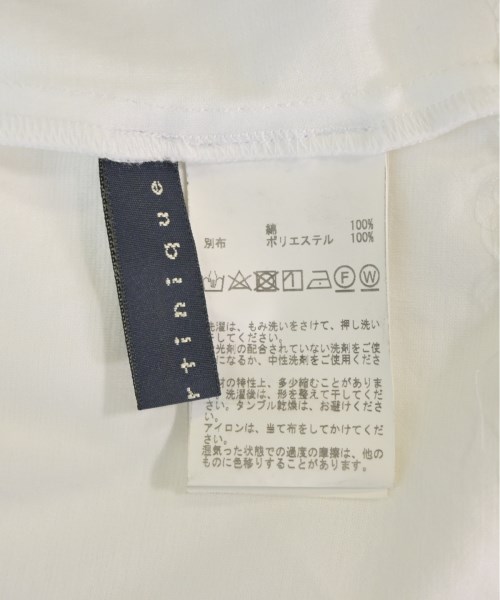 rtinique
綿 100%
別布 ポリエステル 100%
F W
洗濯は、もみ洗いをさけて、押し洗い
してください。
光剤の配合されていない洗剤をご使
になるか、中性洗剤をご使用くださ
材の特性上、多少縮むことがありま
洗濯後は、形を整えて干してくだ
さい。タンブル乾燥は、お避けください。
アイロンは、当て布をしてかけてくだ
さい。
湿気った状態での過度の摩擦は、他の
ものに色移りすることがあります。